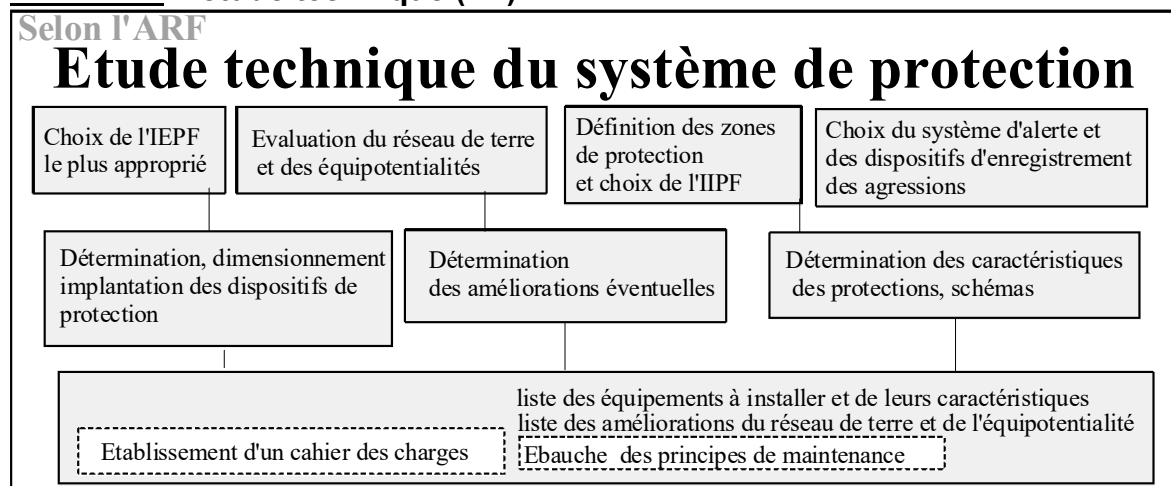 Selon l'ARF
Etude technique du système de protection
Choix de l'IEPF
le plus approprié
Evaluation du réseau de terre
et des équipotentialités
Définition des zones
de protection
et choix de l'IIPF
Choix du système d'alerte et
des dispositifs d'enregistrement
des agressions
Détermination, dimensionnement
implantation des dispositifs de
protection
Détermination
des améliorations éventuelles
Détermination des caractéristiques
des protections, schémas
liste des équipements à installer et de leurs caractéristiques
liste des améliorations du réseau de terre et de l'équipotentialité
Etablissement d'un cahier des charges
Ebauche des principes de maintenance